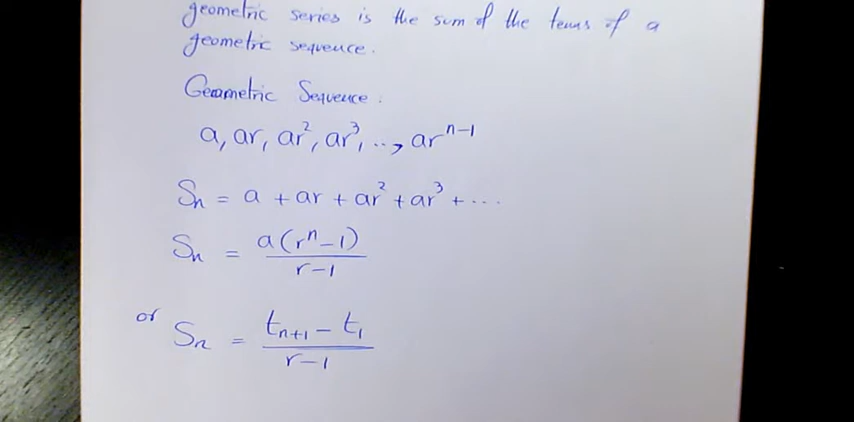 geometric series is the sum of the terms of a
geometric sequence.
Geometric Sequence.
a, ar, ar², ar³, .., arⁿ⁻¹
Sₙ = a + ar + ar² + ar³ + ...
Sₙ = a(rⁿ-1) / r-1
or Sₙ = tₙ₊₁ - t₁ / r-1